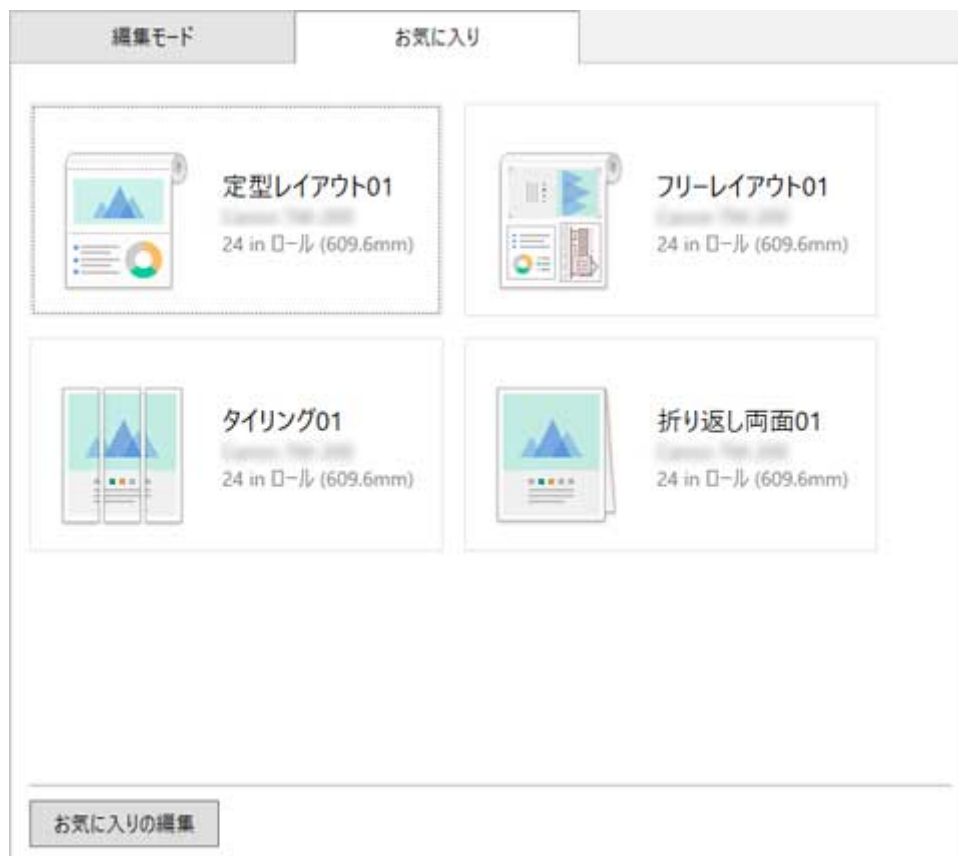 編集モード
お気に入り
定型レイアウト01
24 in ロール (609.6mm)
フリーレイアウト01
24 in ロール (609.6mm)
タイリング01
24 in ロール (609.6mm)
折り返し両面01
24 in ロール (609.6mm)
お気に入りの編集